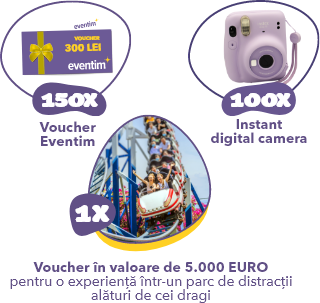 eventim
VOUCHER
300 LEI
eventim
150X
Voucher
Eventim
100X
Instant
digital camera
1X
Voucher în valoare de 5.000 EURO
pentru o experiență într-un parc de distracții
alături de cei dragi